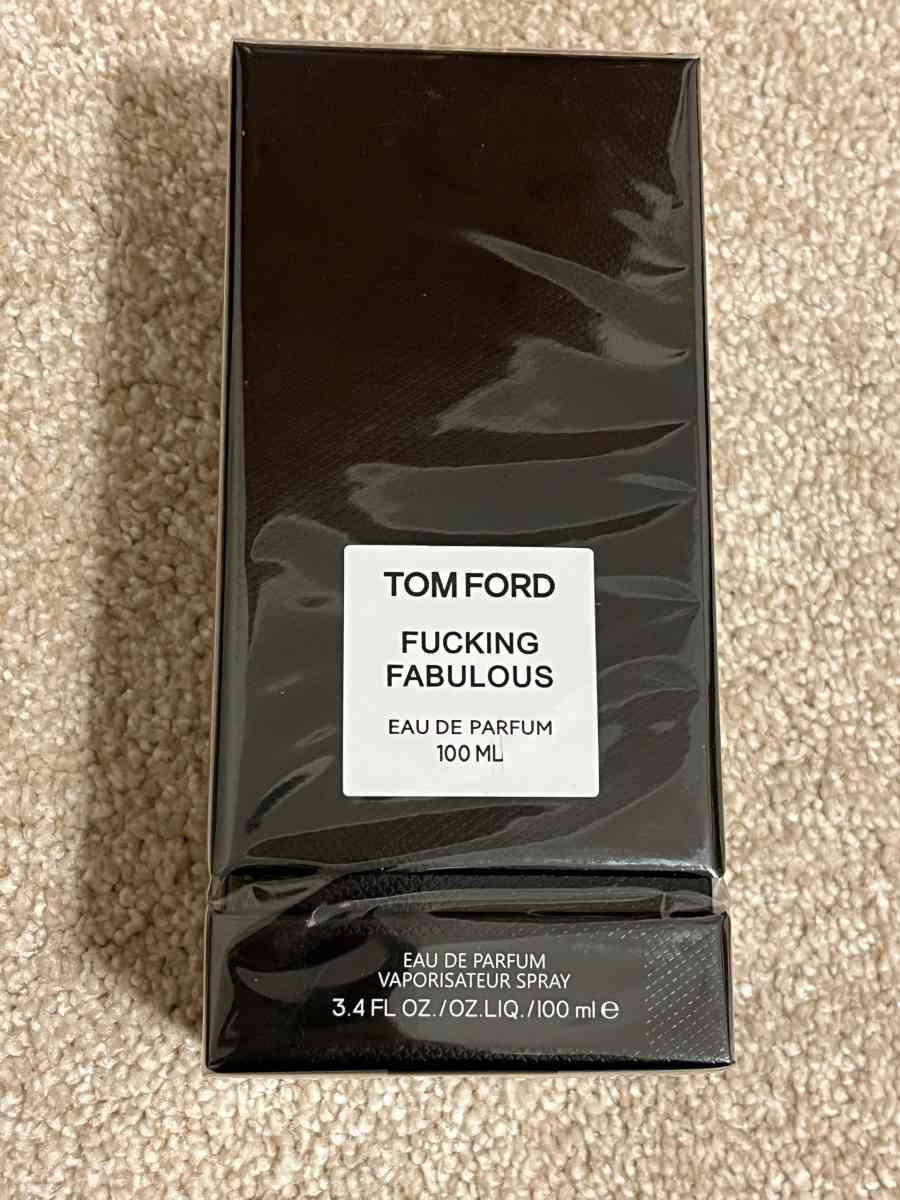 TOM FORD
FUCKING
FABULOUS
EAU DE PARFUM
100 ML
EAU DE PARFUM
VAPORISATEUR SPRAY
3.4 FL OZ./OZ.LIQ./100 ml ℮